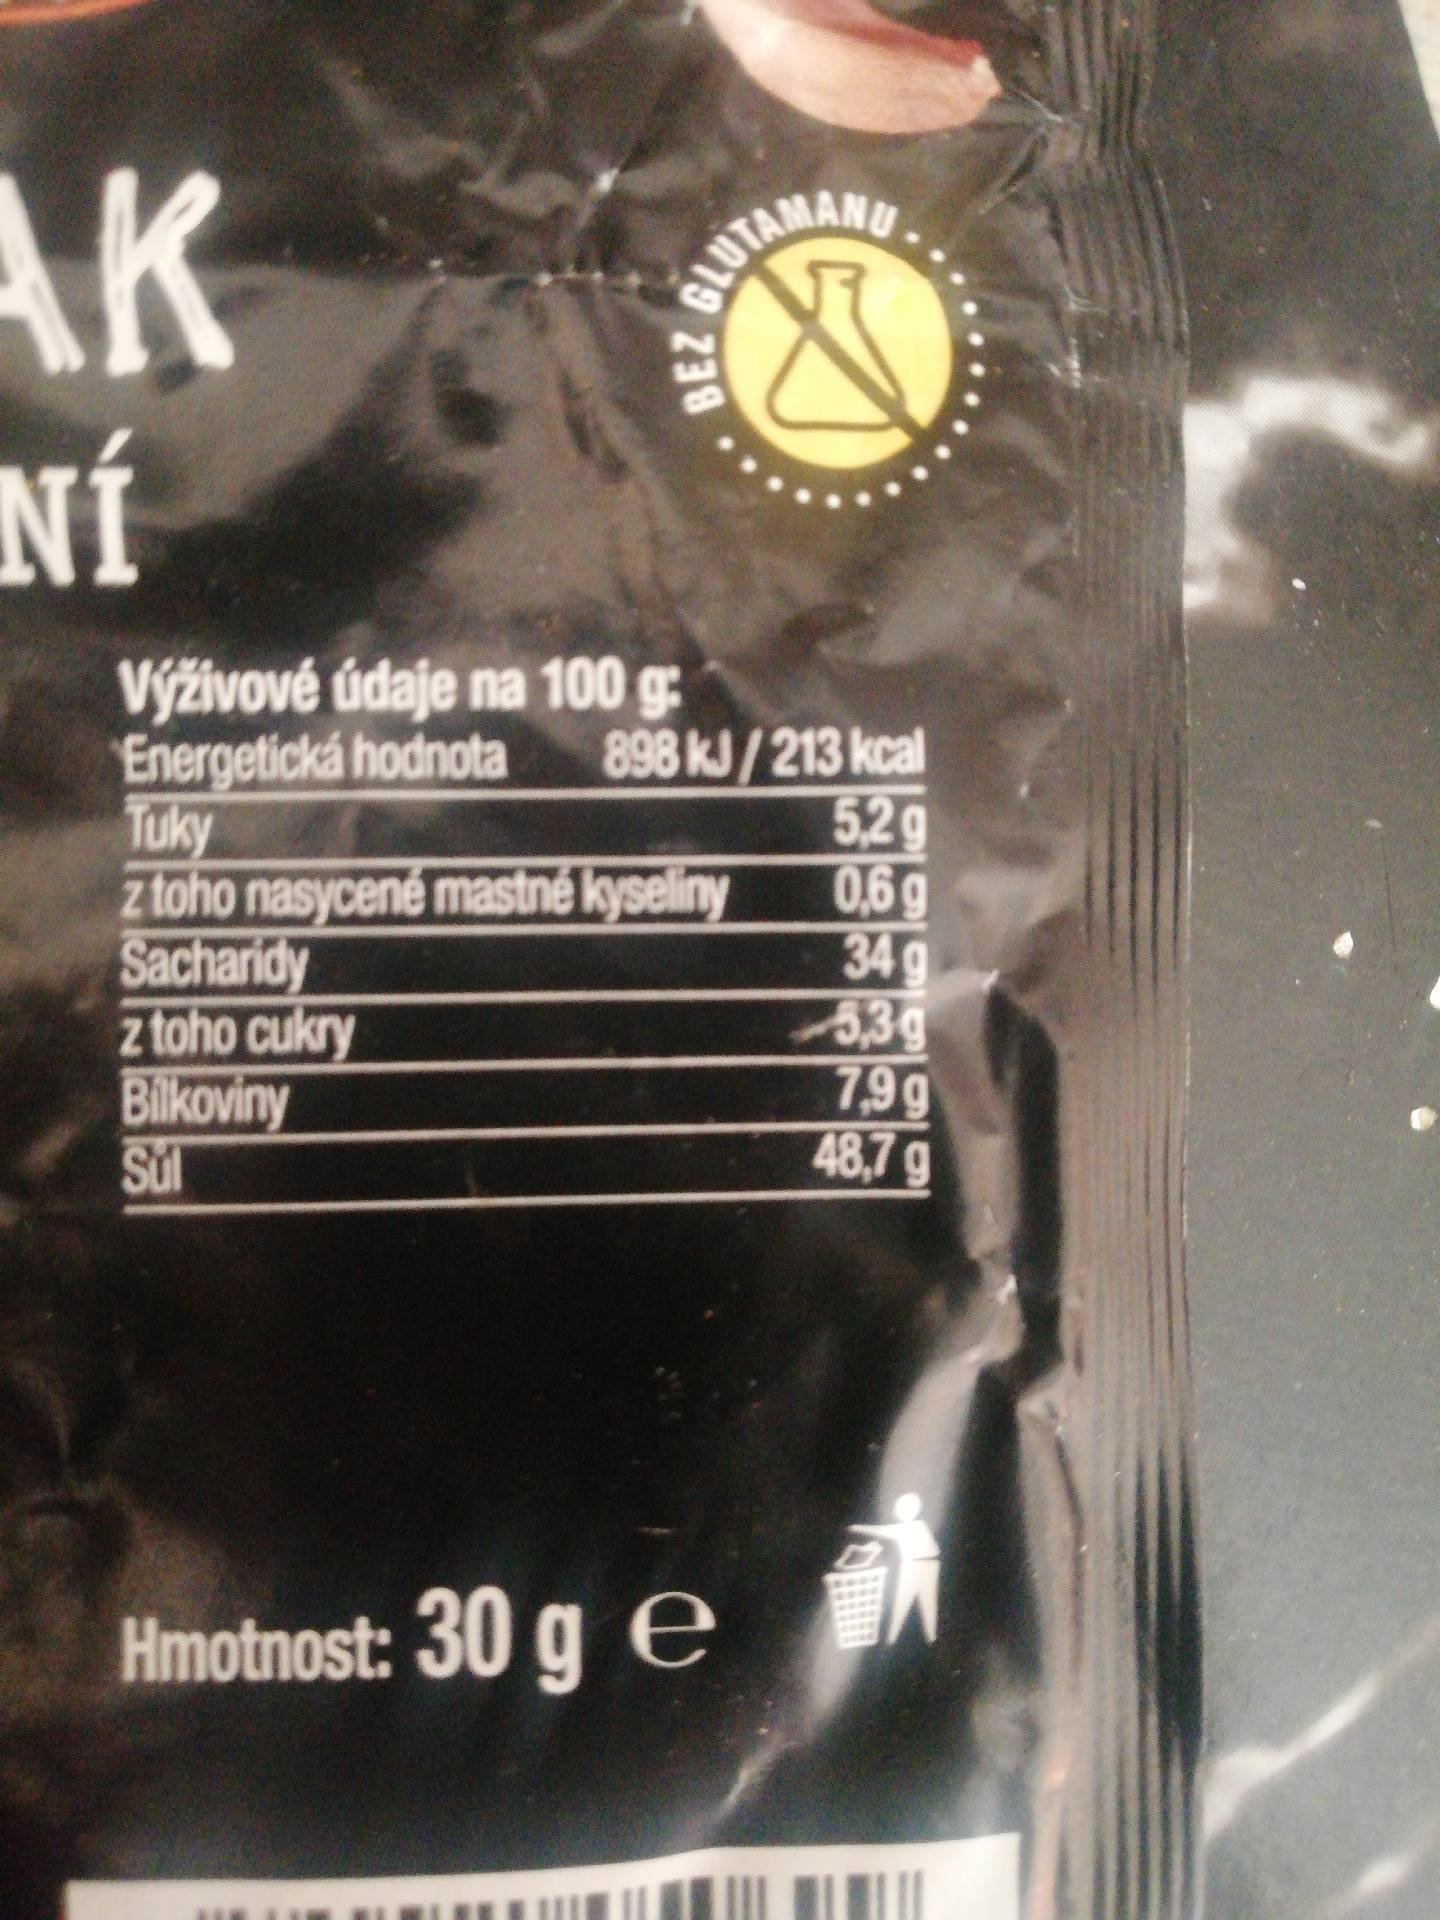 AK
NÍ
BEZ GLUTAMANU
Výživové údaje na 100 g:
Energetická hodnota 898 kJ / 213 kcal
Tuky 5,2 g
z toho nasycené mastné kyseliny 0,6 g
Sacharidy 34 g
z toho cukry 5,3 g
Bílkoviny 7,9 g
Sůl 48,7 g
Hmotnost: 30 g e